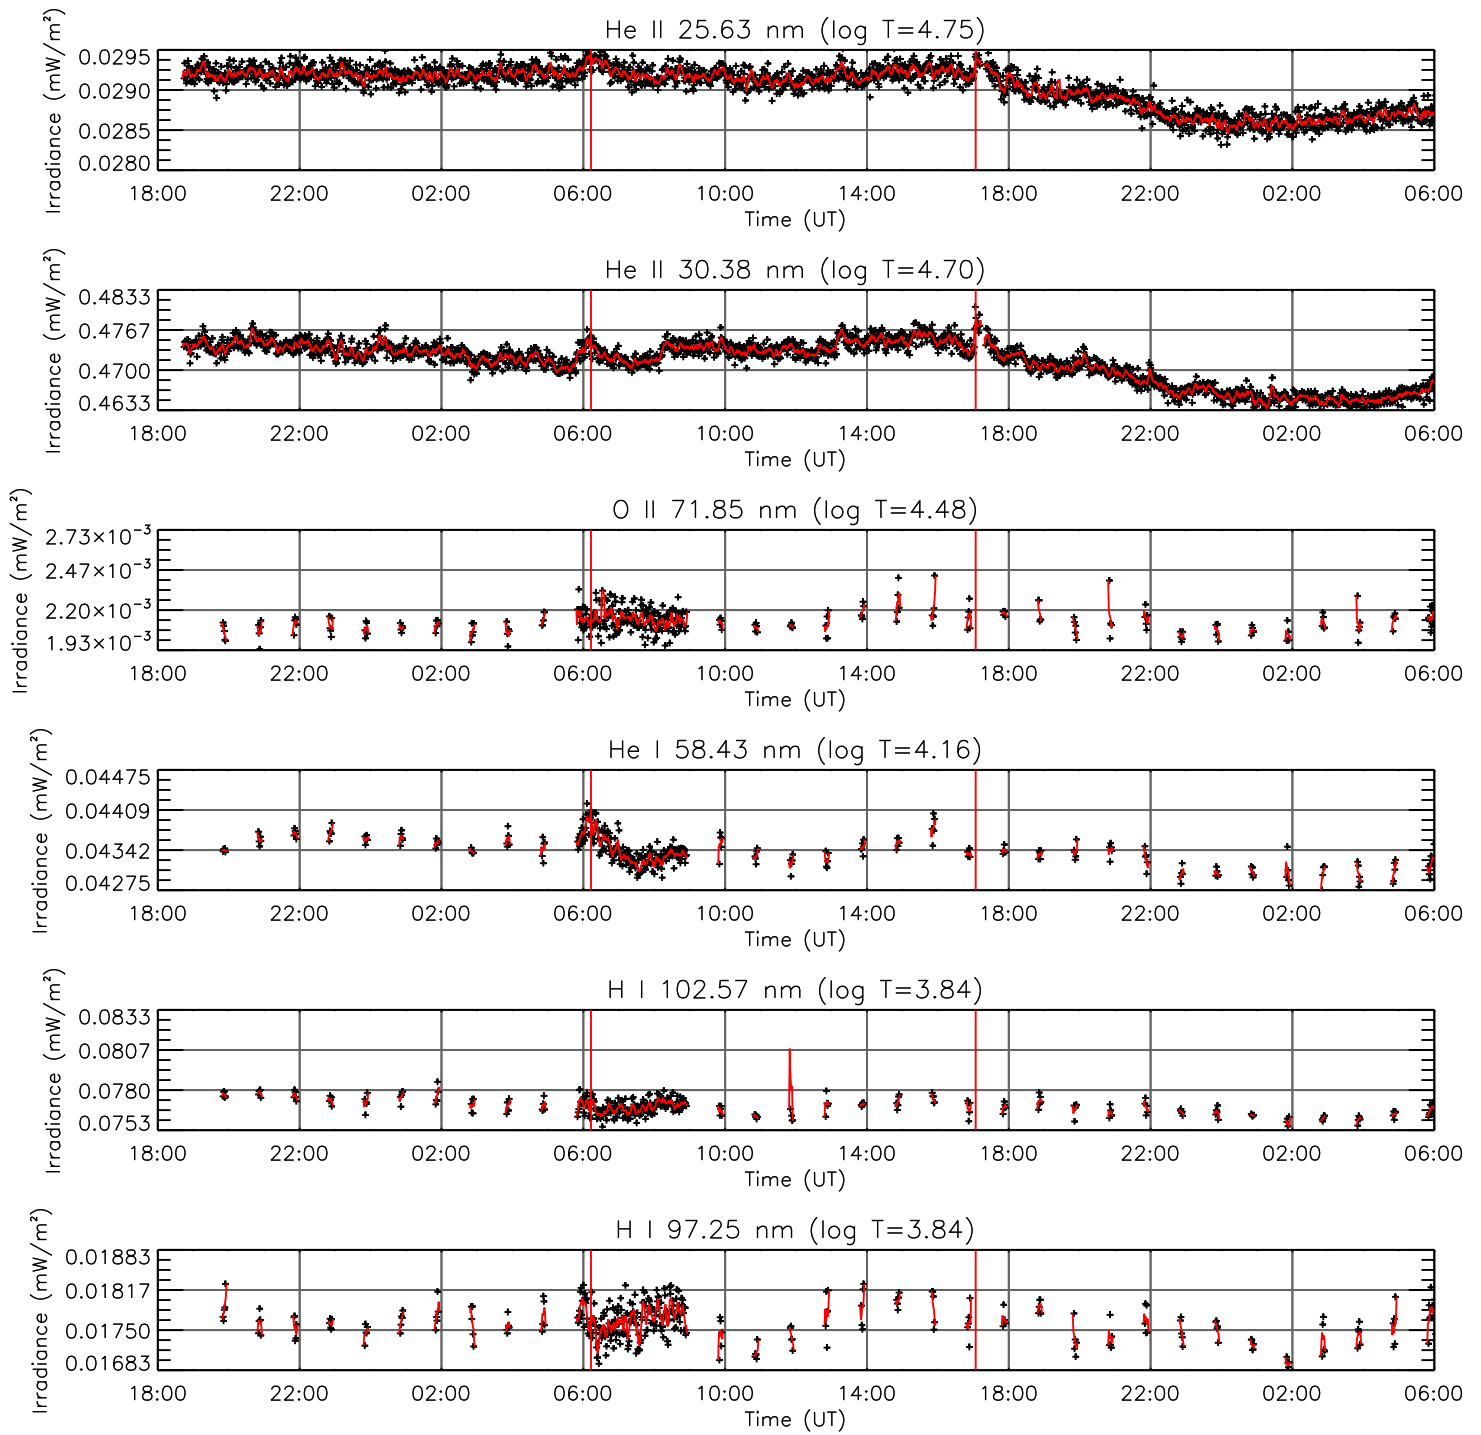 He II 25.63 nm (log T=4.75)
Irradiance (mW/m²)
0.0295
0.0290
0.0285
0.0280
18:00 22:00 02:00 06:00 10:00 14:00 18:00 22:00 02:00 06:00
Time (UT)
He II 30.38 nm (log T=4.70)
Irradiance (mW/m²)
0.4833
0.4767
0.4700
0.4633
18:00 22:00 02:00 06:00 10:00 14:00 18:00 22:00 02:00 06:00
Time (UT)
O II 71.85 nm (log T=4.48)
Irradiance (mW/m²)
2.73×10⁻³
2.47×10⁻³
2.20×10⁻³
1.93×10⁻³
18:00 22:00 02:00 06:00 10:00 14:00 18:00 22:00 02:00 06:00
Time (UT)
He I 58.43 nm (log T=4.16)
Irradiance (mW/m²)
0.04475
0.04409
0.04342
0.04275
18:00 22:00 02:00 06:00 10:00 14:00 18:00 22:00 02:00 06:00
Time (UT)
H I 102.57 nm (log T=3.84)
Irradiance (mW/m²)
0.0833
0.0807
0.0780
0.0753
18:00 22:00 02:00 06:00 10:00 14:00 18:00 22:00 02:00 06:00
Time (UT)
H I 97.25 nm (log T=3.84)
Irradiance (mW/m²)
0.01883
0.01817
0.01750
0.01683
18:00 22:00 02:00 06:00 10:00 14:00 18:00 22:00 02:00 06:00
Time (UT)